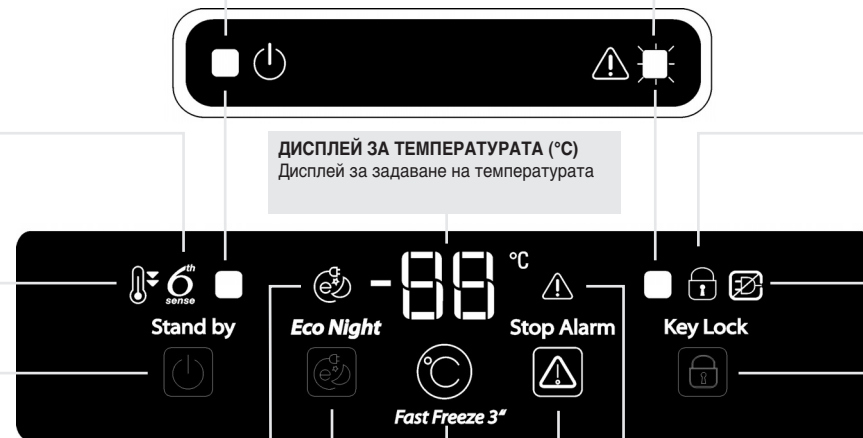 ДИСПЛЕЙ ЗА ТЕМПЕРАТУРАТА (°C)
Дисплей за задаване на температурата
6th sense
-88 °C
Stand by
Eco Night
Stop Alarm
Key Lock
°C
Fast Freeze 3”